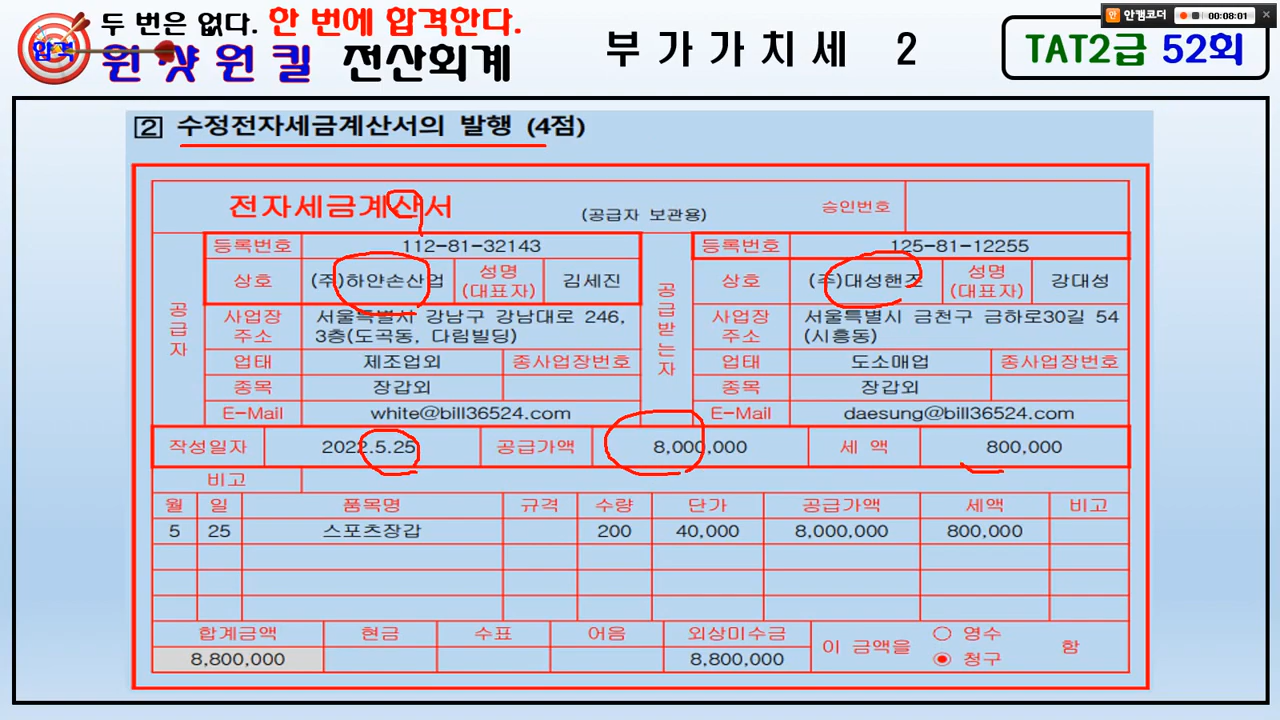 두 번은 없다. 한 번에 합격한다.
합격
원 샷 원 킬 전산회계
부 가 가 치 세 2
안캠코더
00:08:01
TAT2급 52회
2 수정전자세금계산서의 발행 (4점)
전자세금계산서 (공급자 보관용) 승인번호
공급자 등록번호 112-81-32143 공급받는자 등록번호 125-81-12255
상호 (주)하얀손산업 성명 (대표자) 김세진 상호 (주)대성핸조 성명 (대표자) 강대성
사업장 주소 서울특별시 강남구 강남대로 246, 3층(도곡동, 다림빌딩) 사업장 주소 서울특별시 금천구 금하로30길 54 (시흥동)
업태 제조업외 종사업장번호 업태 도소매업 종사업장번호
종목 장갑외 종목 장갑외
E-Mail white@bill36524.com E-Mail daesung@bill36524.com
작성일자 2022.5.25 공급가액 8,000,000 세 액 800,000
비고
월 일 품목명 규격 수량 단가 공급가액 세액 비고
5 25 스포츠장갑 200 40,000 8,000,000 800,000
합계금액 현금 수표 어음 외상미수금 이 금액을 영수 청구 함
8,800,000 8,800,000